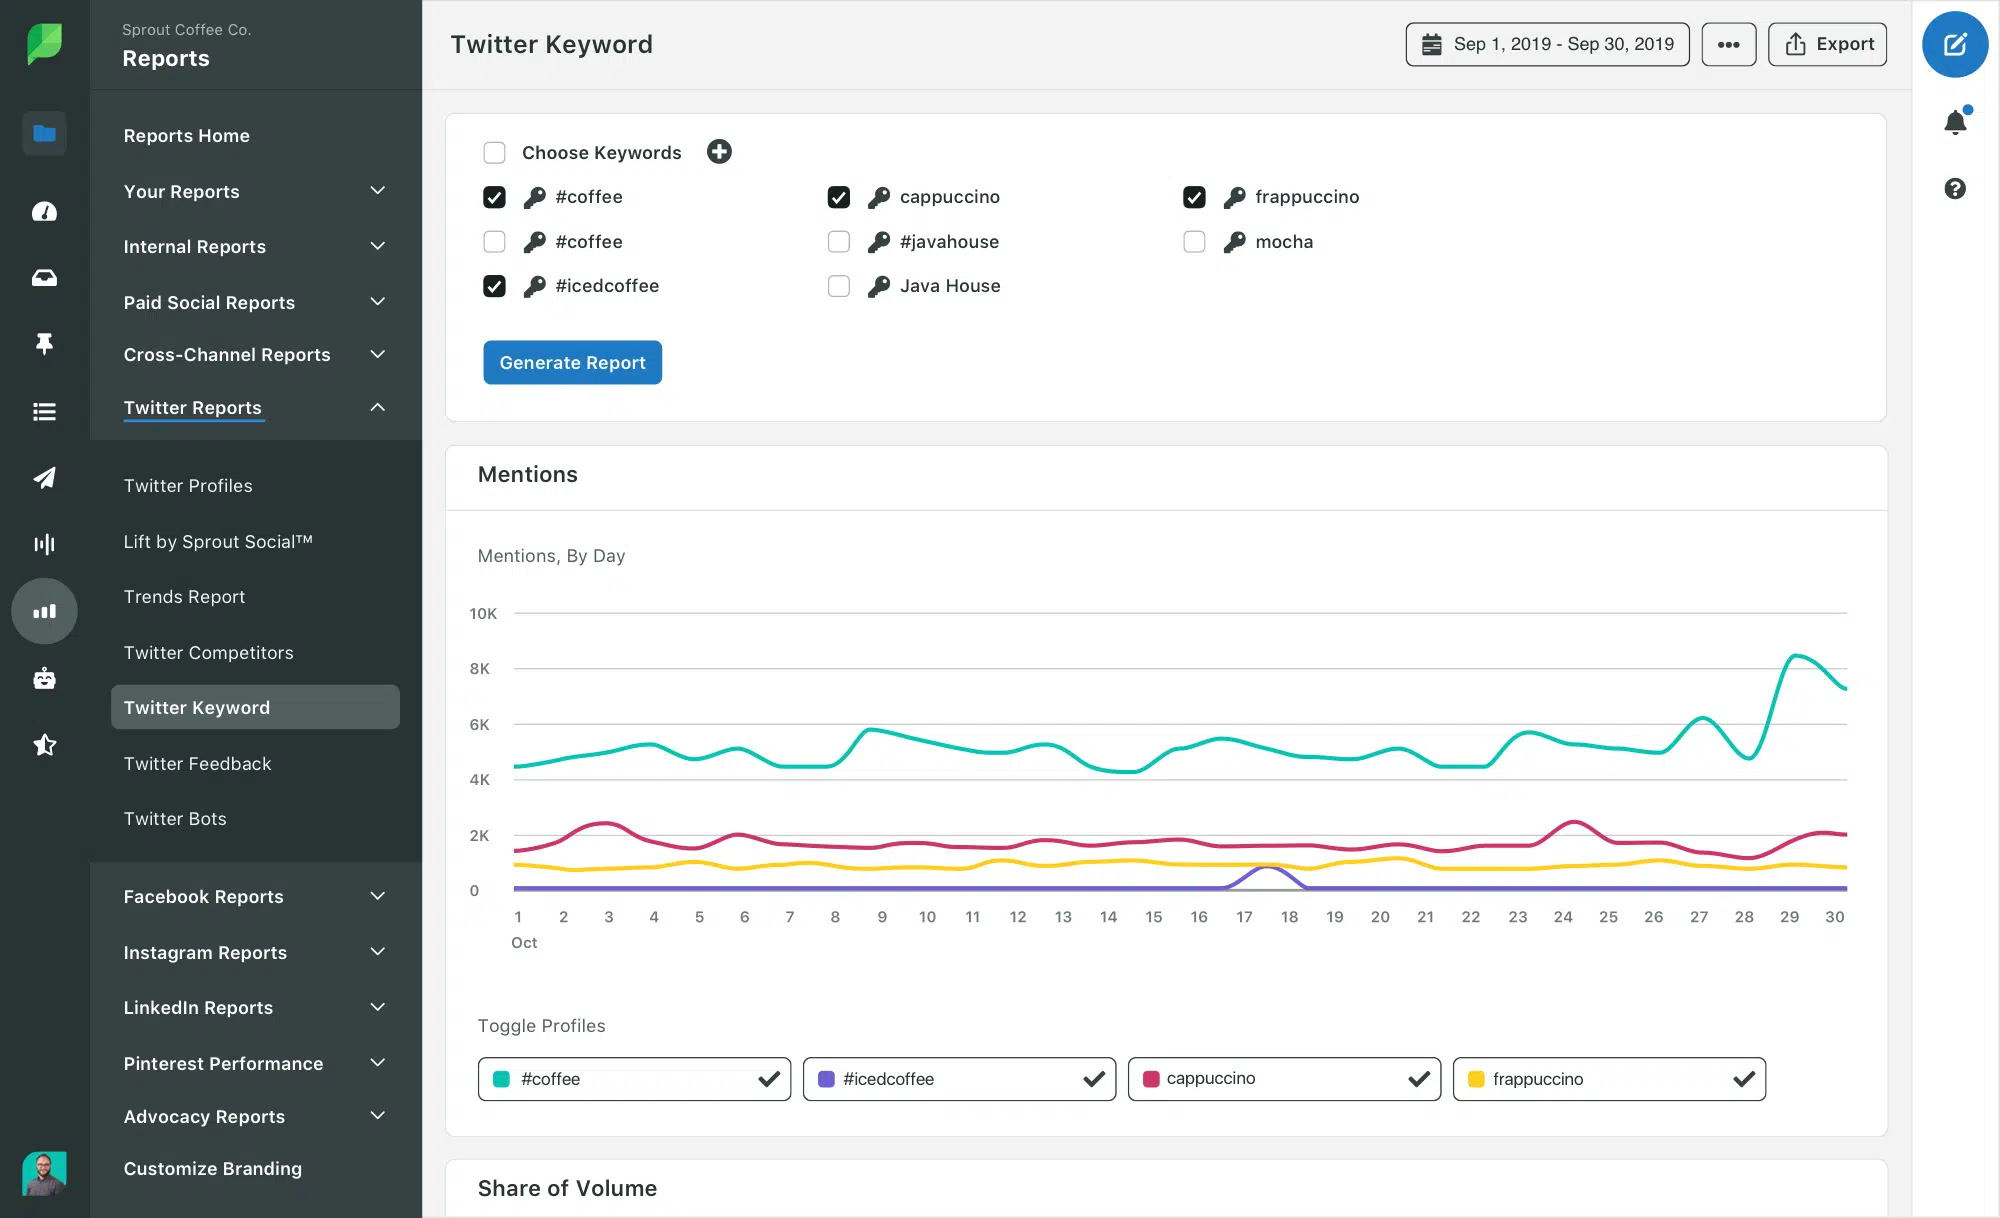 Sprout Coffee Co.
Reports
Reports Home
Your Reports
Internal Reports
Paid Social Reports
Cross-Channel Reports
Twitter Reports
Twitter Profiles
Lift by Sprout Social™
Trends Report
Twitter Competitors
Twitter Keyword
Twitter Feedback
Twitter Bots
Facebook Reports
Instagram Reports
LinkedIn Reports
Pinterest Performance
Advocacy Reports
Customize Branding
Twitter Keyword
Sep 1, 2019 - Sep 30, 2019
Export
Choose Keywords
#coffee cappuccino frappuccino
#coffee #javahouse mocha
#icedcoffee Java House
Generate Report
Mentions
Mentions, By Day
10K
8K
6K
4K
2K
0
1 2 3 4 5 6 7 8 9 10 11 12 13 14 15 16 17 18 19 20 21 22 23 24 25 26 27 28 29 30
Oct
Toggle Profiles
#coffee #icedcoffee cappuccino frappuccino
Share of Volume